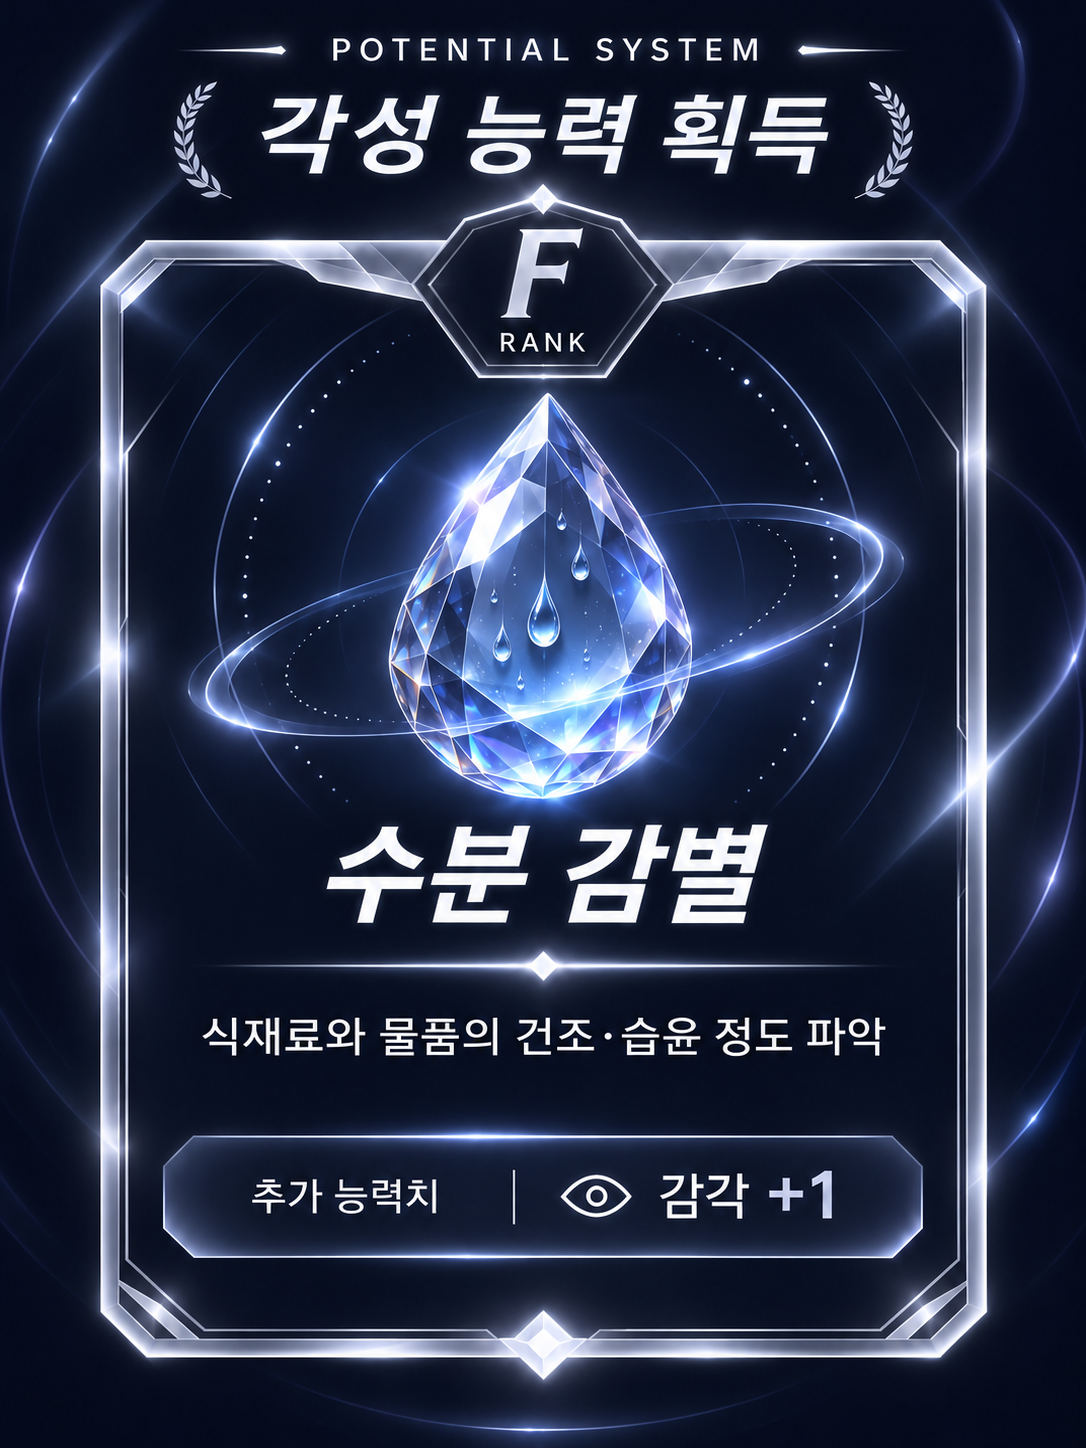 POTENTIAL SYSTEM
각성 능력 획득
F
RANK
수분 감별
식재료와 물품의 건조·습윤 정도 파악
추가 능력치 감각 +1